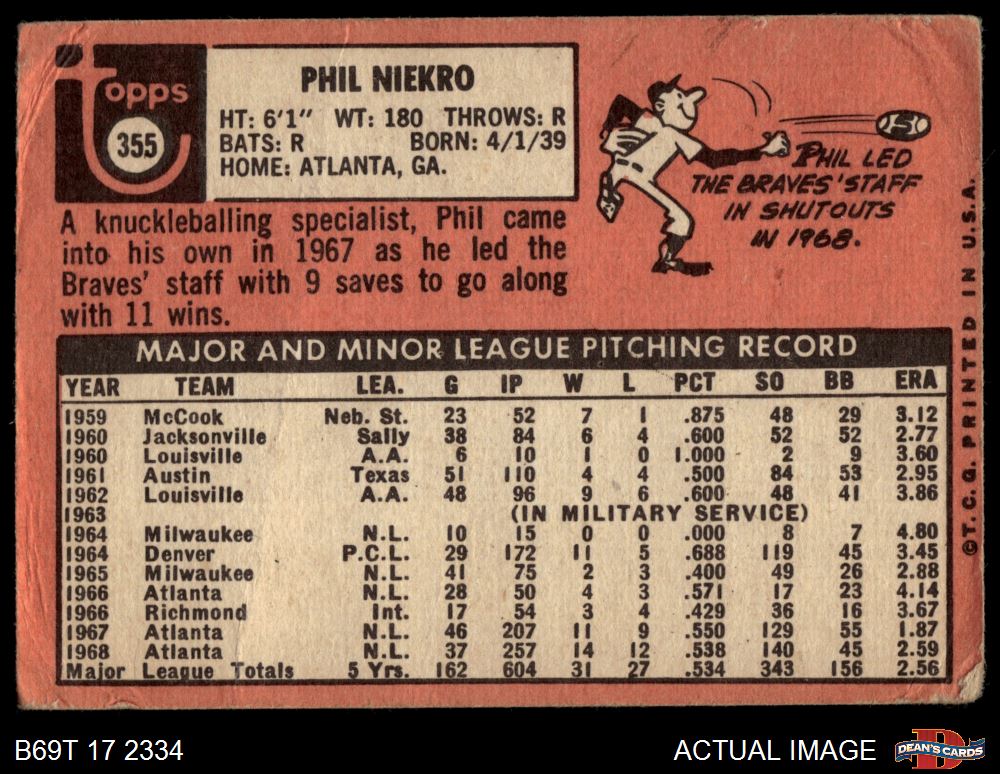 topps
355
PHIL NIEKRO
HT: 6'1" WT: 180 THROWS: R
BATS: R BORN: 4/1/39
HOME: ATLANTA, GA.
PHIL LED
THE BRAVES' STAFF
IN SHUTOUTS
IN 1968.
A knuckleballing specialist, Phil came
into his own in 1967 as he led the
Braves' staff with 9 saves to go along
with 11 wins.
MAJOR AND MINOR LEAGUE PITCHING RECORD
YEAR TEAM LEA. G IP W L PCT SO BB ERA
1959 McCook Neb. St. 23 52 7 1 .875 48 29 3.12
1960 Jacksonville Sally 38 84 6 4 .600 52 52 2.77
1960 Louisville A.A. 6 10 1 0 1.000 2 9 3.60
1961 Austin Texas 51 110 4 4 .500 84 53 2.95
1962 Louisville A.A. 48 96 9 6 .600 48 41 3.86
1963 (IN MILITARY SERVICE)
1964 Milwaukee N.L. 10 15 0 0 .000 8 7 4.80
1964 Denver P.C.L. 29 172 11 5 .688 119 45 3.45
1965 Milwaukee N.L. 41 75 2 3 .400 49 26 2.88
1966 Atlanta N.L. 28 50 4 3 .571 17 23 4.14
1966 Richmond Int. 17 54 3 4 .429 36 16 3.67
1967 Atlanta N.L. 46 207 11 9 .550 129 55 1.87
1968 Atlanta N.L. 37 257 14 12 .538 140 45 2.59
Major League Totals 5 Yrs. 162 604 31 27 .534 343 156 2.56
©T.C.G. PRINTED IN U.S.A.
B69T 17 2334
ACTUAL IMAGE
DEAN'S CARDS